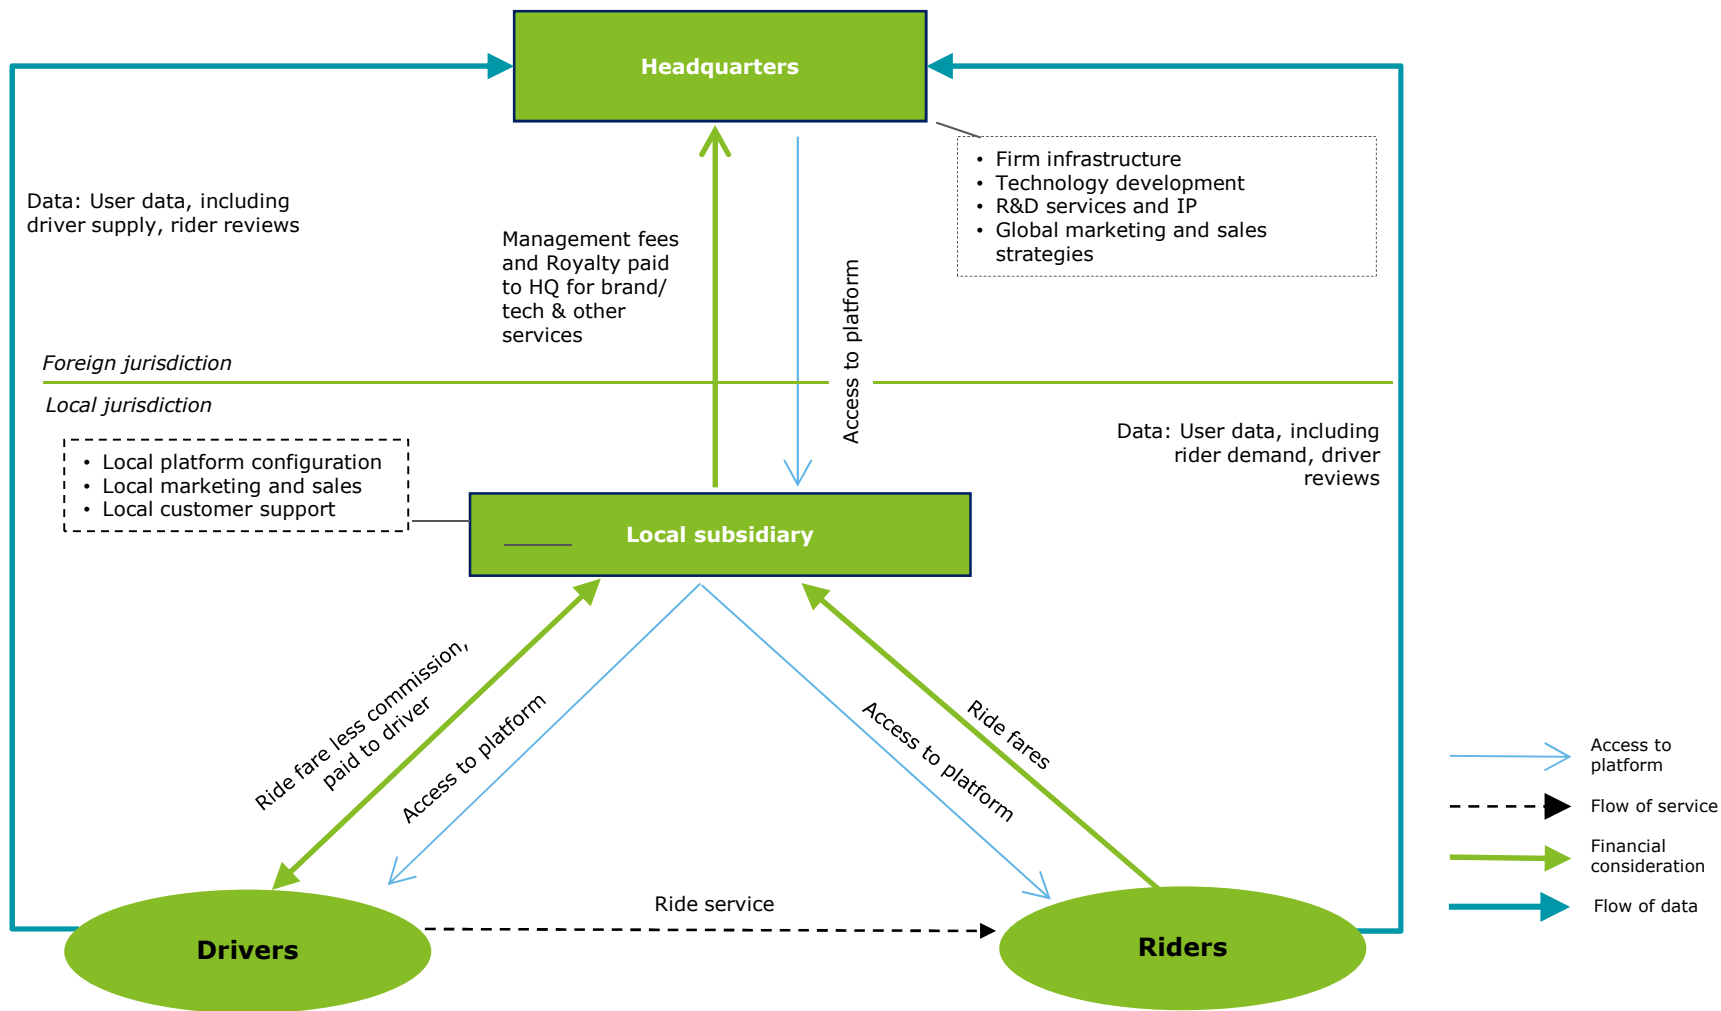 Headquarters
• Firm infrastructure
• Technology development
• R&D services and IP
• Global marketing and sales
strategies
Data: User data, including
driver supply, rider reviews
Management fees
and Royalty paid
to HQ for brand/
tech & other
services
Access to platform
Foreign jurisdiction
Local jurisdiction
• Local platform configuration
• Local marketing and sales
• Local customer support
Data: User data, including
rider demand, driver
reviews
Local subsidiary
Ride fare less commission,
paid to driver
Access to platform
Access to platform
Ride fares
Access to
platform
Flow of service
Financial
consideration
Flow of data
Ride service
Drivers
Riders